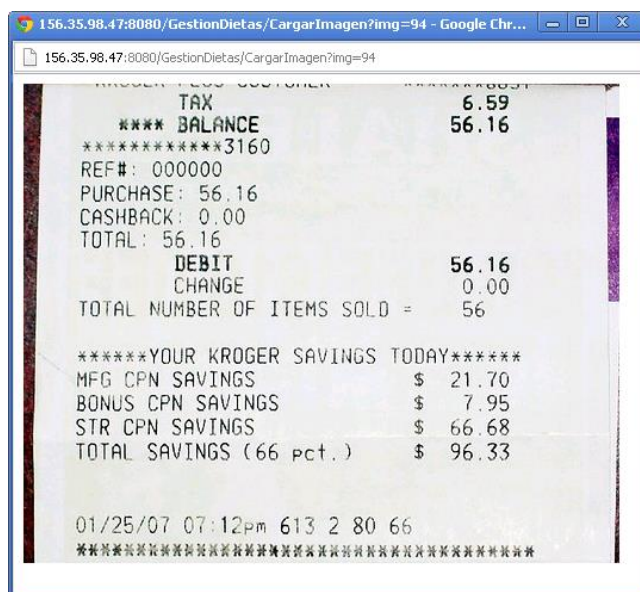 156.35.98.47:8080/GestionDietas/CargarImagen?img=94 - Google Chr...
156.35.98.47:8080/GestionDietas/CargarImagen?img=94
KROGER PLUS CUSTOMER
TAX 6.59
**** BALANCE 56.16
************3160
REF#: 000000
PURCHASE: 56.16
CASHBACK: 0.00
TOTAL: 56.16
DEBIT 56.16
CHANGE 0.00
TOTAL NUMBER OF ITEMS SOLD = 56
******YOUR KROGER SAVINGS TODAY******
MFG CPN SAVINGS $ 21.70
BONUS CPN SAVINGS $ 7.95
STR CPN SAVINGS $ 66.68
TOTAL SAVINGS (66 pct.) $ 96.33
01/25/07 07:12pm 613 2 80 66
****************************************